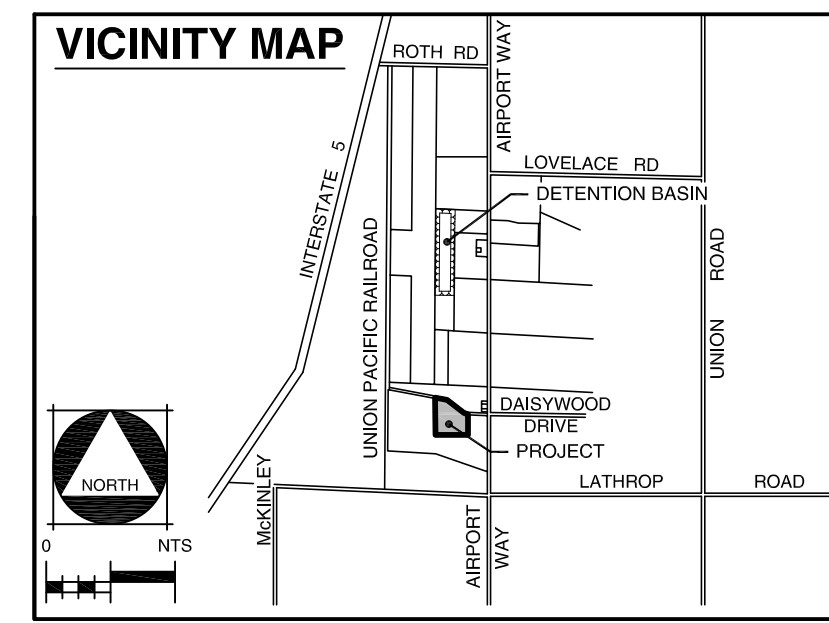 VICINITY MAP
ROTH RD
AIRPORT WAY
INTERSTATE 5
LOVELACE RD
DETENTION BASIN
UNION PACIFIC RAILROAD
UNION ROAD
DAISYWOOD
DRIVE
PROJECT
NORTH
McKINLEY
LATHROP ROAD
AIRPORT
WAY
0 NTS